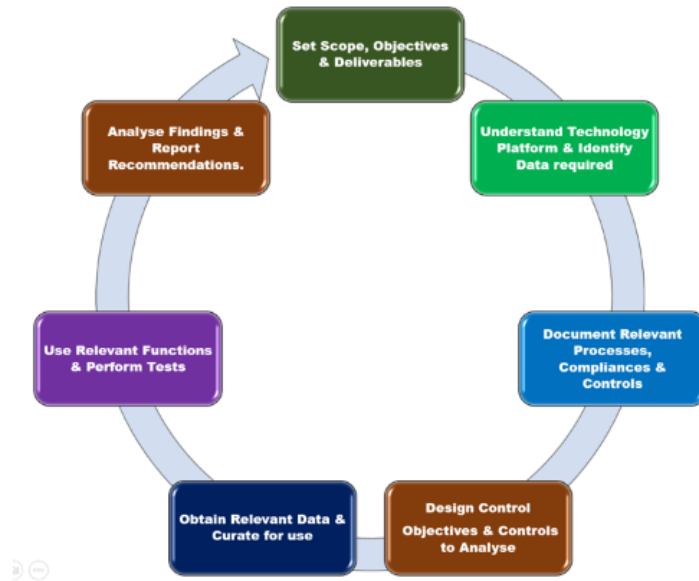 Set Scope, Objectives
& Deliverables
Understand Technology
Platform & Identify
Data required
Document Relevant
Processes,
Compliances &
Controls
Design Control
Objectives & Controls
to Analyse
Obtain Relevant Data &
Curate for use
Use Relevant Functions
& Perform Tests
Analyse Findings &
Report
Recommendations.